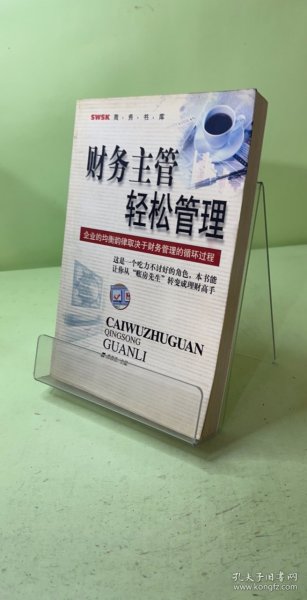 SWSK 商·务·书·库
财务主管
轻松管理
企业的均衡韵律取决于财务管理的循环过程
这是一个吃力不讨好的角色，本书能
让你从“账房先生”转变成理财高手
CAIWUZHUGUAN
QINGSONG
GUANLI
孔夫子旧书网
www.kongfz.com